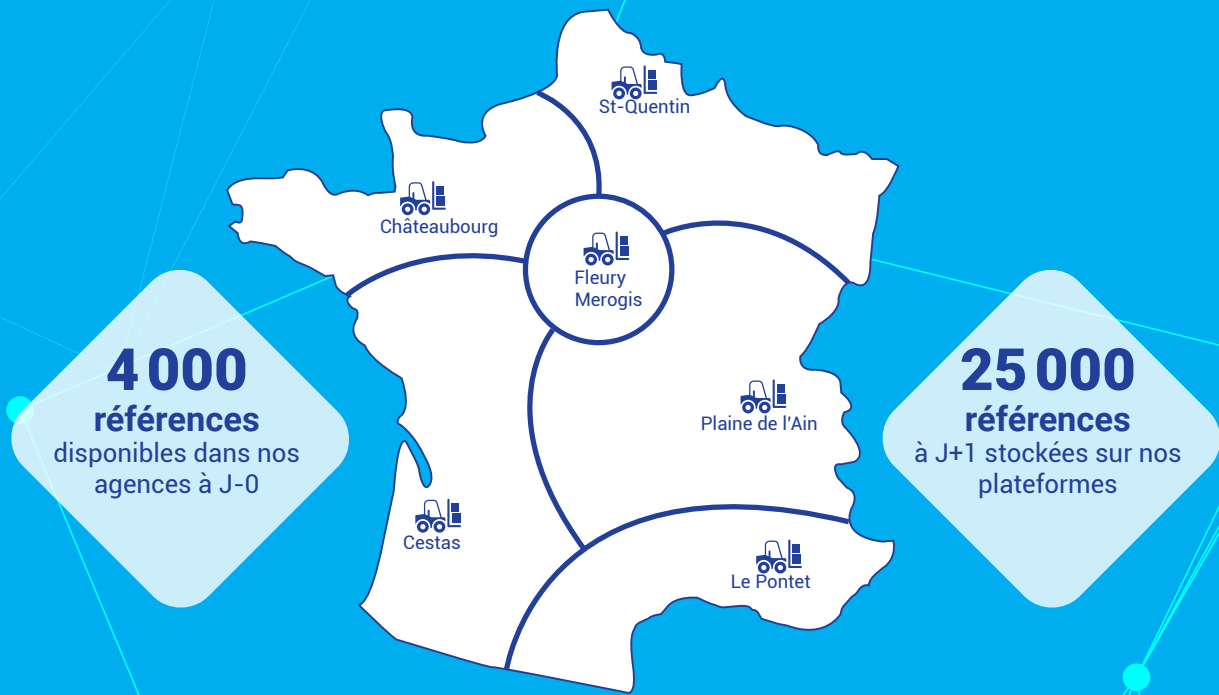 St-Quentin
Châteaubourg
Fleury
Merogis
Plaine de l'Ain
Cestas
Le Pontet
4 000
références
disponibles dans nos
agences à J-0
25 000
références
à J+1 stockées sur nos
plateformes